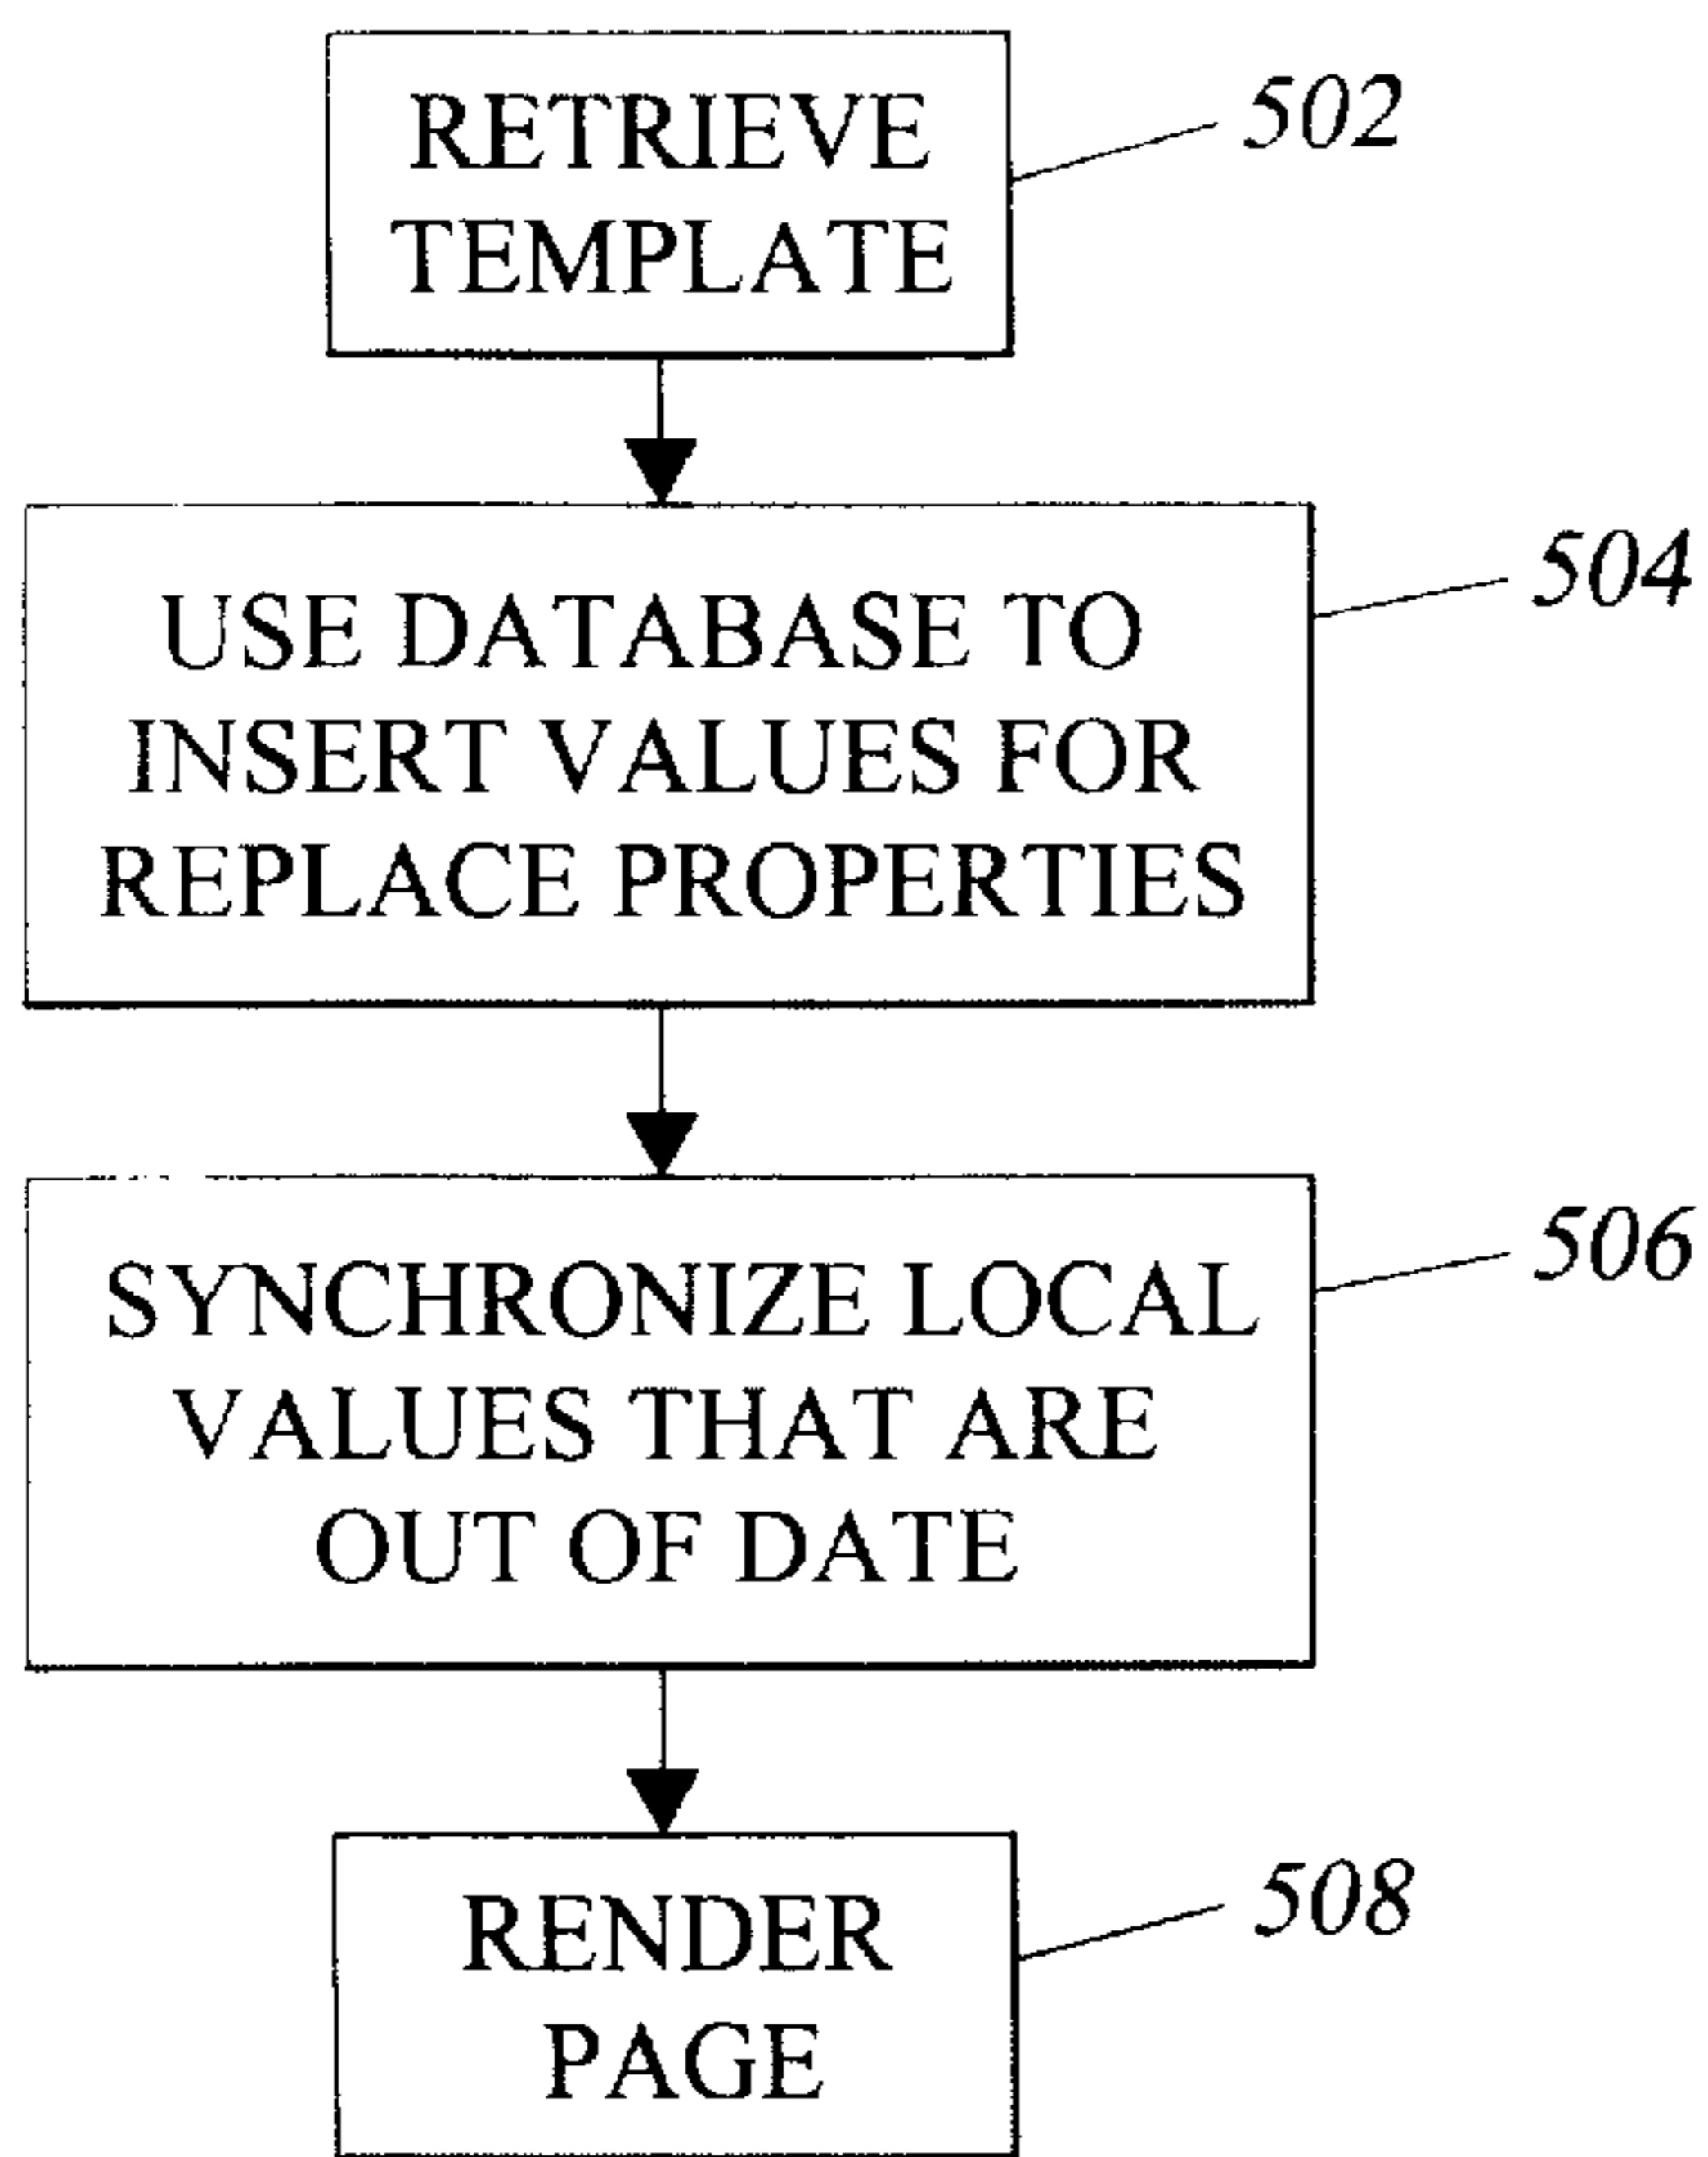 RETRIEVE
TEMPLATE
502
USE DATABASE TO
INSERT VALUES FOR
REPLACE PROPERTIES
504
SYNCHRONIZE LOCAL
VALUES THAT ARE
OUT OF DATE
506
RENDER
PAGE
508